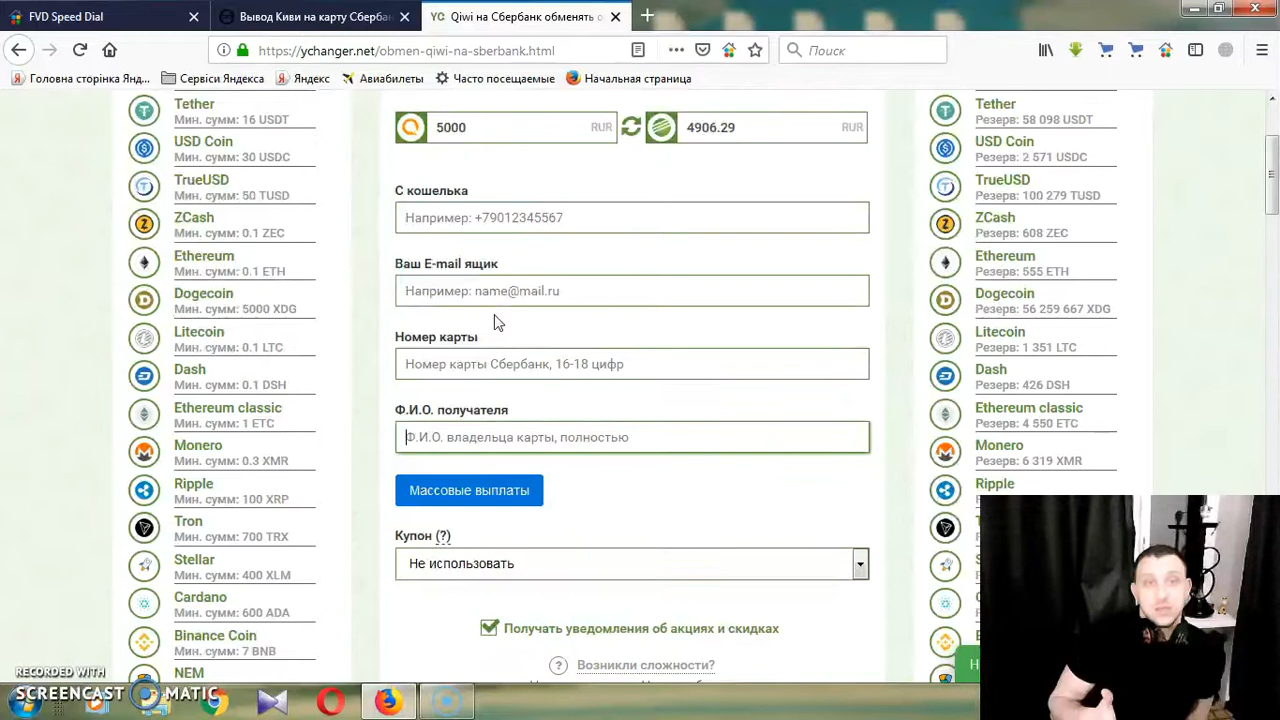 FVD Speed Dial
Вывод Киви на карту Сбербан
YC Qiwi на Сбербанк обменять о
https://ychanger.net/obmen-qiwi-na-sberbank.html
Поиск
Головна сторінка Янд...
Сервіси Яндекса
Яндекс
Авиабилеты
Часто посещаемые
Начальная страница
Tether
Мин. сумм: 16 USDT
USD Coin
Мин. сумм: 30 USDC
TrueUSD
Мин. сумм: 50 TUSD
ZCash
Мин. сумм: 0.1 ZEC
Ethereum
Мин. сумм: 0.1 ETH
Dogecoin
Мин. сумм: 5000 XDG
Litecoin
Мин. сумм: 0.1 LTC
Dash
Мин. сумм: 0.1 DSH
Ethereum classic
Мин. сумм: 1 ETC
Monero
Мин. сумм: 0.3 XMR
Ripple
Мин. сумм: 100 XRP
Tron
Мин. сумм: 700 TRX
Stellar
Мин. сумм: 400 XLM
Cardano
Мин. сумм: 600 ADA
Binance Coin
Мин. сумм: 7 BNB
NEM
5000 RUR
4906.29 RUR
С кошелька
Например: +79012345567
Ваш E-mail ящик
Например: name@mail.ru
Номер карты
Номер карты Сбербанк, 16-18 цифр
Ф.И.О. получателя
Ф.И.О. владельца карты, полностью
Массовые выплаты
Купон (?)
Не использовать
Получать уведомления об акциях и скидках
? Возникли сложности?
Tether
Резерв: 58 098 USDT
USD Coin
Резерв: 2 571 USDC
TrueUSD
Резерв: 100 279 TUSD
ZCash
Резерв: 608 ZEC
Ethereum
Резерв: 555 ETH
Dogecoin
Резерв: 56 259 667 XDG
Litecoin
Резерв: 1 351 LTC
Dash
Резерв: 426 DSH
Ethereum classic
Резерв: 4 550 ETC
Monero
Резерв: 6 319 XMR
Ripple
Н
RECORDED WITH
SCREENCAST MATIC